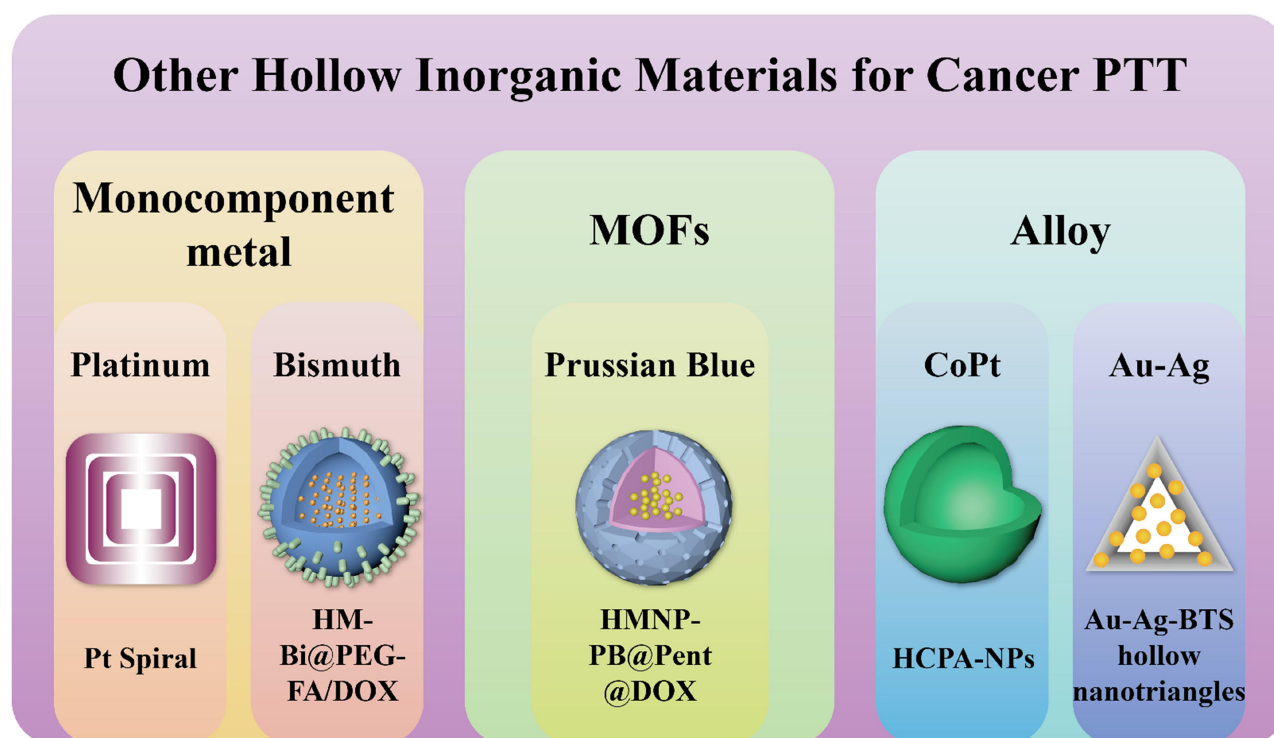 Other Hollow Inorganic Materials for Cancer PTT
Monocomponent
metal
Platinum
Pt Spiral
Bismuth
HM-
Bi@PEG-
FA/DOX
MOFs
Prussian Blue
HMNP-
PB@Pent
@DOX
Alloy
CoPt
HCPA-NPs
Au-Ag
Au-Ag-BTS
hollow
nanotriangles